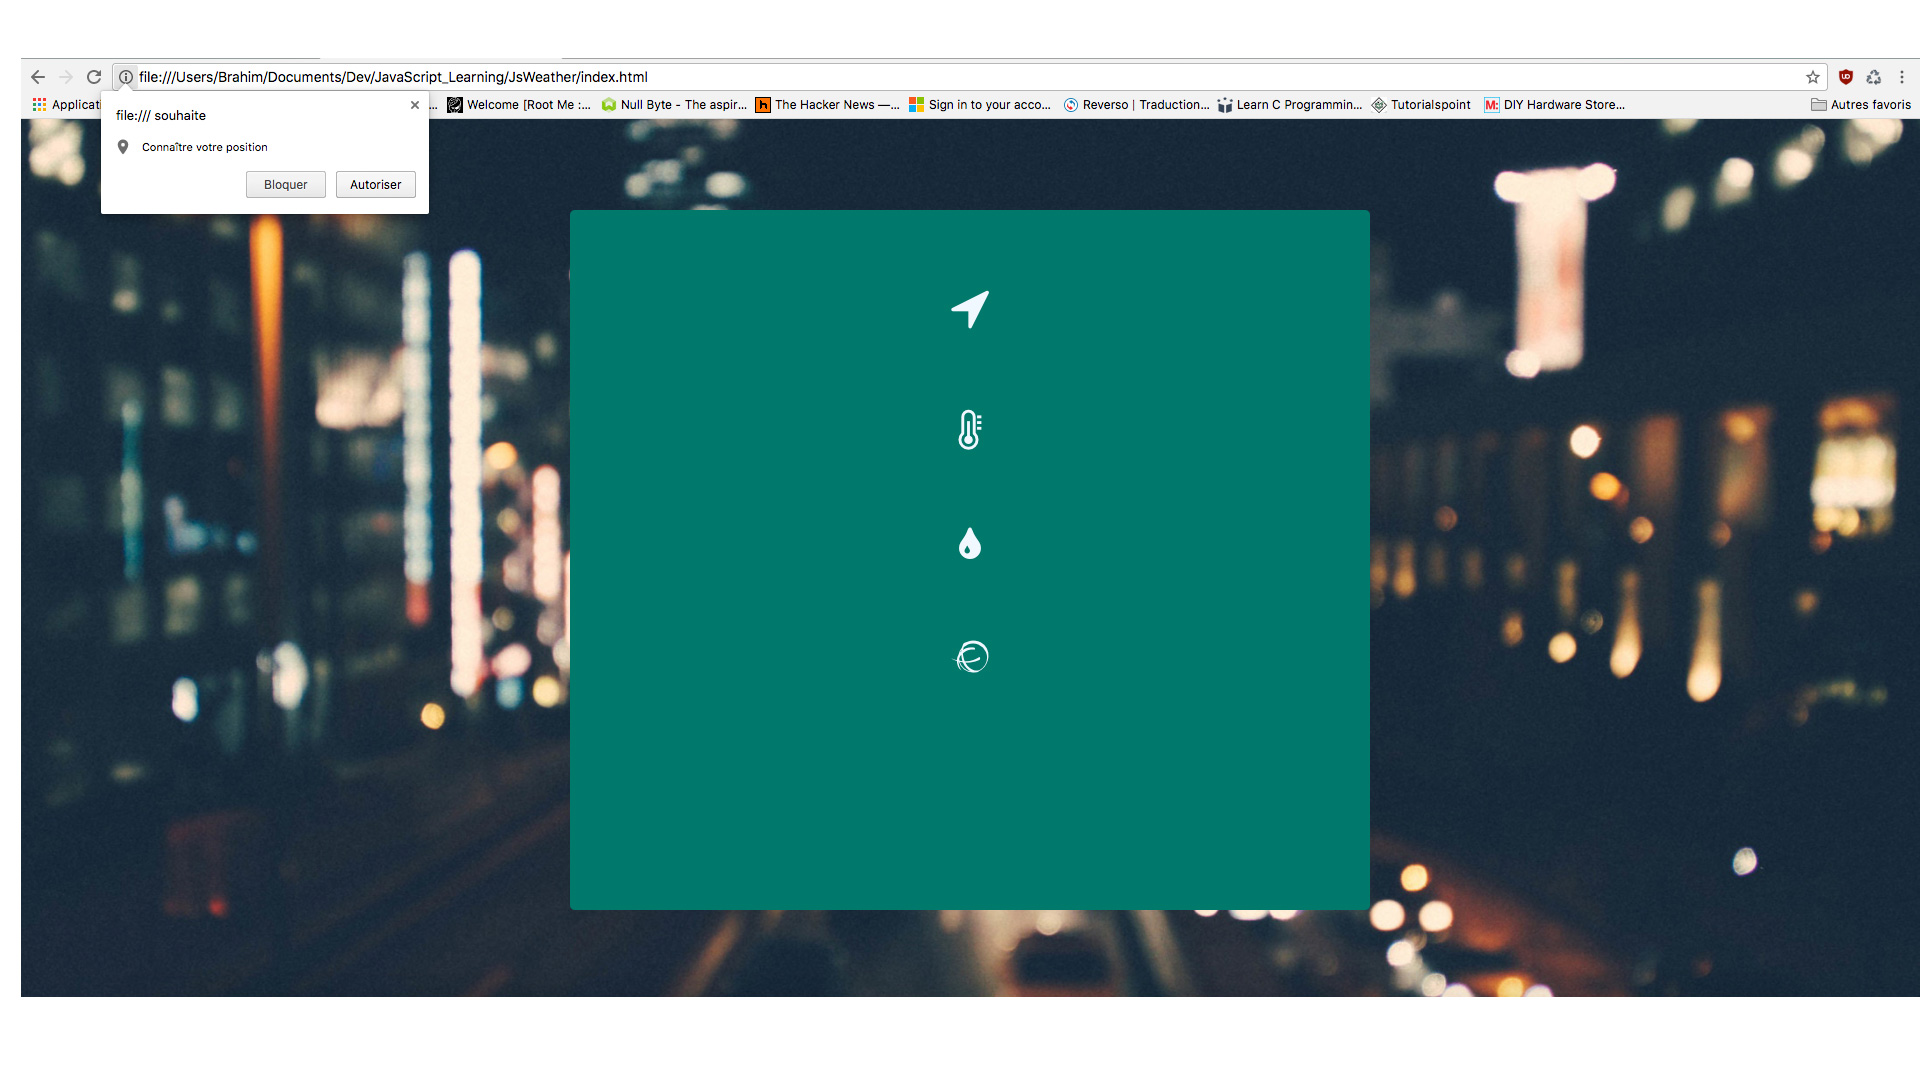 file:///Users/Brahim/Documents/Dev/JavaScript_Learning/JsWeather/index.html
Applicati ... Welcome [Root Me :... Null Byte - The aspir... The Hacker News —... Sign in to your acco... Reverso | Traduction... Learn C Programmin... Tutorialspoint M: DIY Hardware Store... Autres favoris
file:/// souhaite
Connaître votre position
Bloquer Autoriser